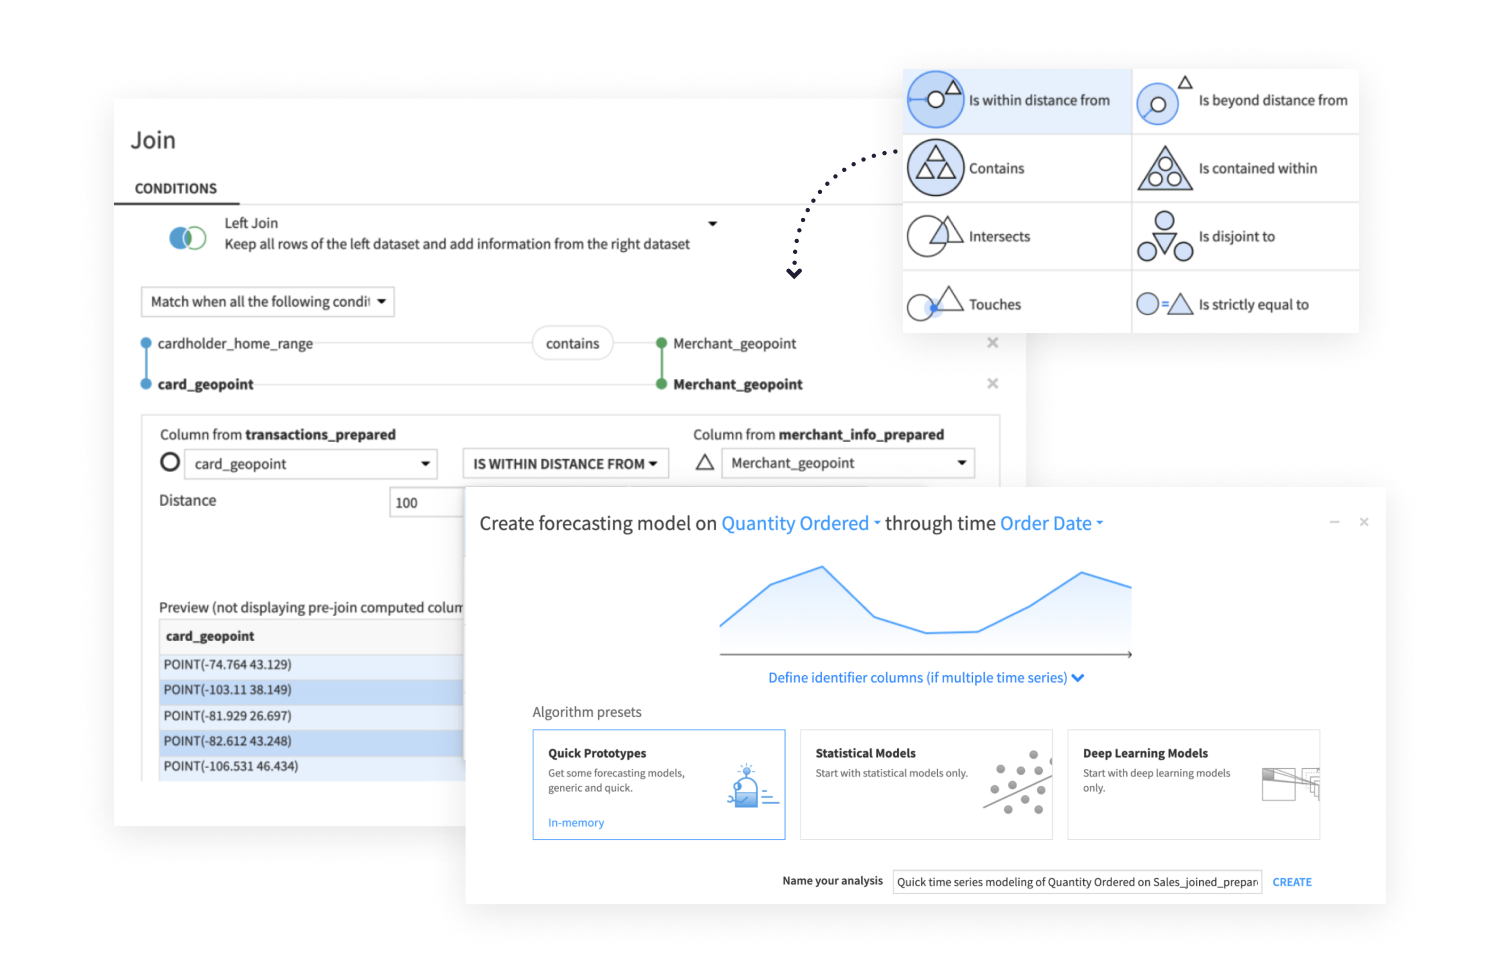 Join
CONDITIONS
Left Join
Keep all rows of the left dataset and add information from the right dataset
Match when all the following condit
cardholder_home_range contains Merchant_geopoint
card_geopoint Merchant_geopoint
Column from transactions_prepared Column from merchant_info_prepared
card_geopoint IS WITHIN DISTANCE FROM Merchant_geopoint
Distance 100
Preview (not displaying pre-join computed colum
card_geopoint
POINT(-74.764 43.129)
POINT(-103.11 38.149)
POINT(-81.929 26.697)
POINT(-82.612 43.248)
POINT(-106.531 46.434)
Is within distance from Is beyond distance from
Contains Is contained within
Intersects Is disjoint to
Touches Is strictly equal to
Create forecasting model on Quantity Ordered through time Order Date
Define identifier columns (if multiple time series)
Algorithm presets
Quick Prototypes
Get some forecasting models,
generic and quick.
In-memory
Statistical Models
Start with statistical models only.
Deep Learning Models
Start with deep learning models
only.
Name your analysis Quick time series modeling of Quantity Ordered on Sales_joined_prepar CREATE